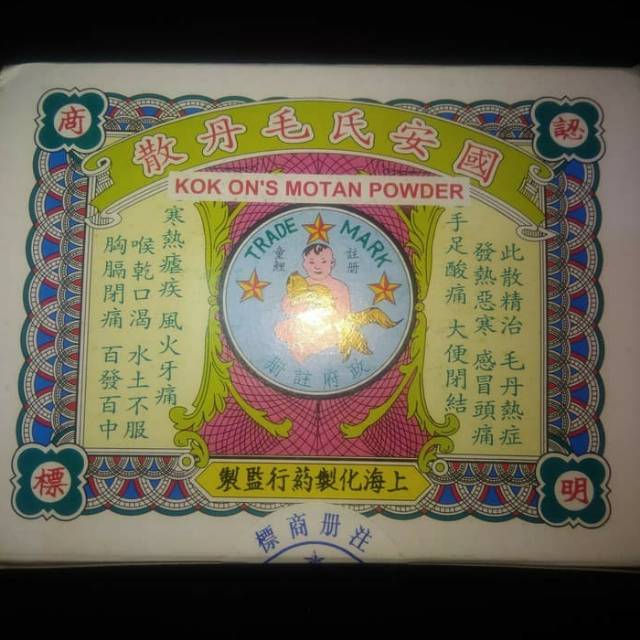 認明商標
國安氏毛丹散
KOK ON'S MOTAN POWDER
此散精治 毛丹熱症
發熱惡寒 感冒頭痛
手足酸痛 大便閉結
TRADE MARK
註册
童鯉
政府註册
寒熱瘧疾 風火牙痛
喉乾口渴 水土不服
胸膈閉痛 百發百中
上海化製药行監製
注册商標